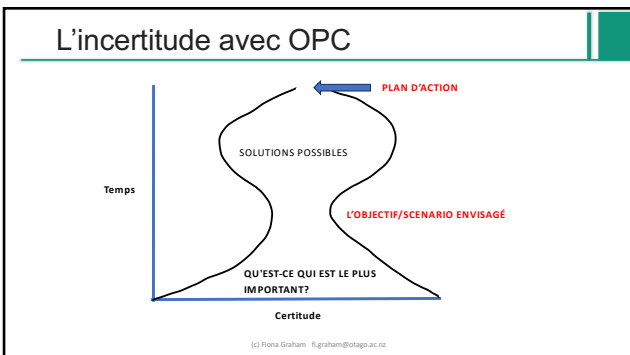 L'incertitude avec OPC
PLAN D'ACTION
SOLUTIONS POSSIBLES
Temps
L'OBJECTIF/SCENARIO ENVISAGÉ
QU'EST-CE QUI EST LE PLUS
IMPORTANT?
Certitude
(c) Fiona Graham fi.graham@otago.ac.nz